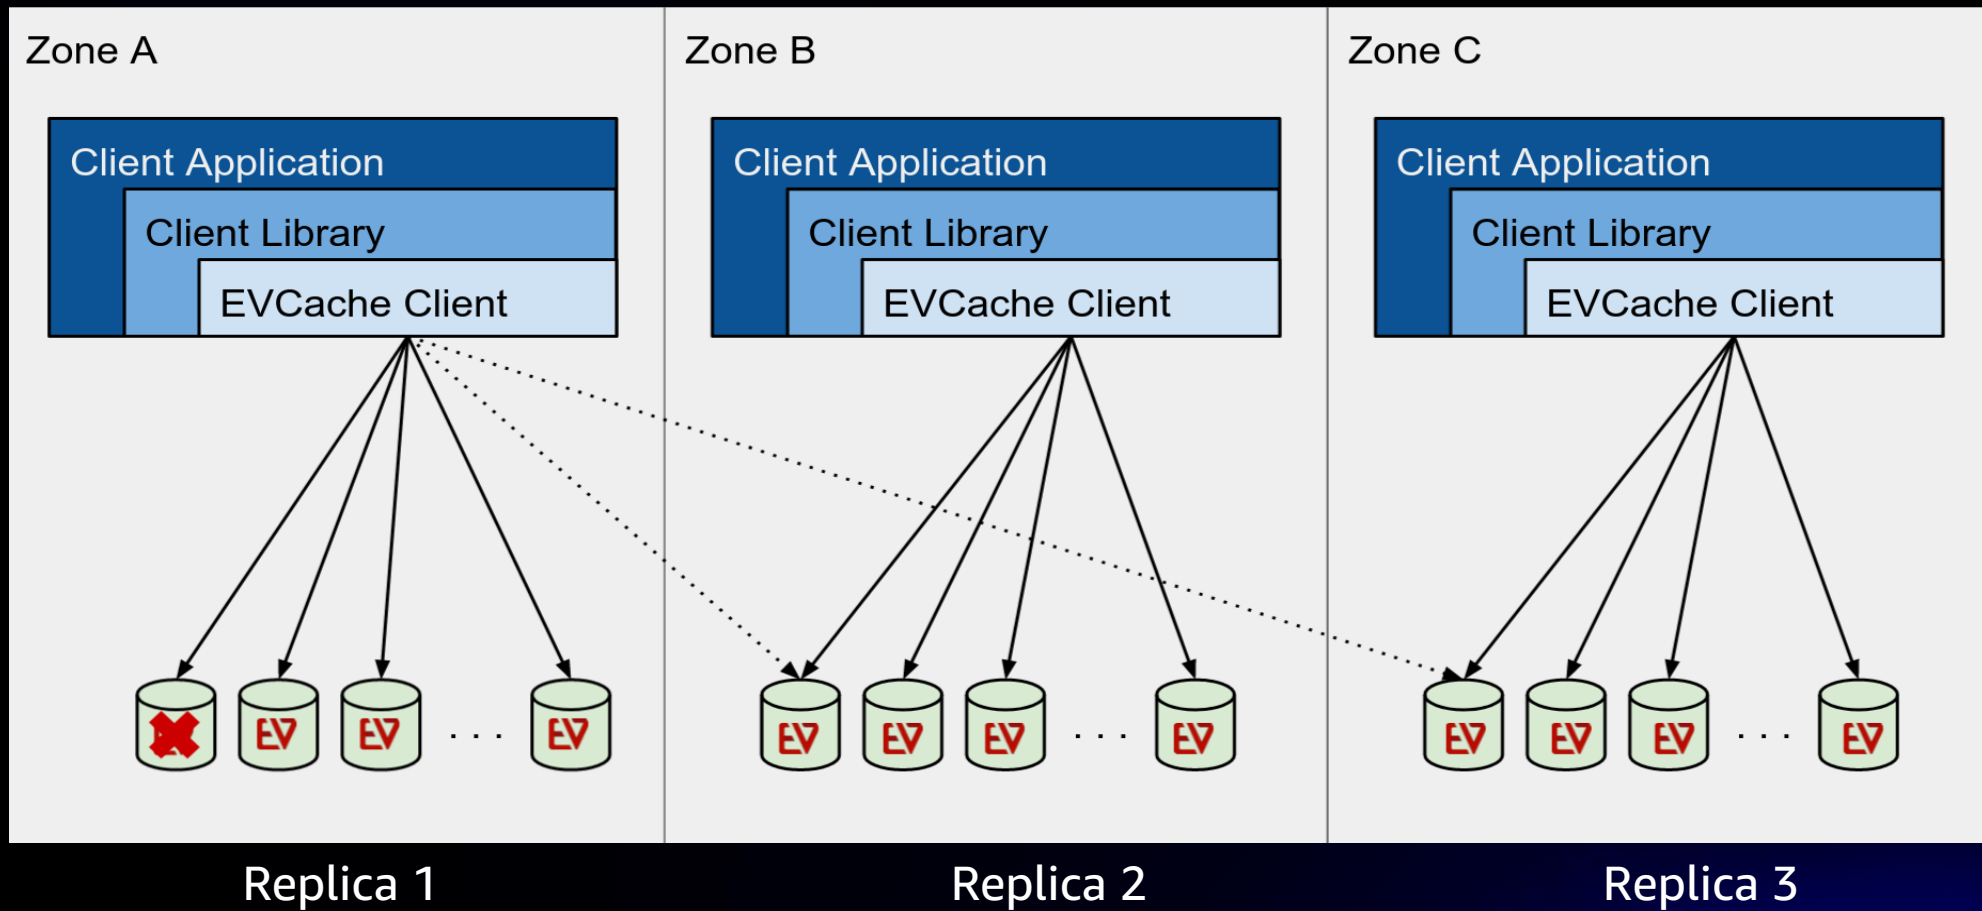 Zone A
Zone B
Zone C
Client Application
Client Library
EVCache Client
Client Application
Client Library
EVCache Client
Client Application
Client Library
EVCache Client
EV
EV
. . .
EV
EV
EV
EV
. . .
EV
EV
EV
EV
. . .
EV
Replica 1
Replica 2
Replica 3